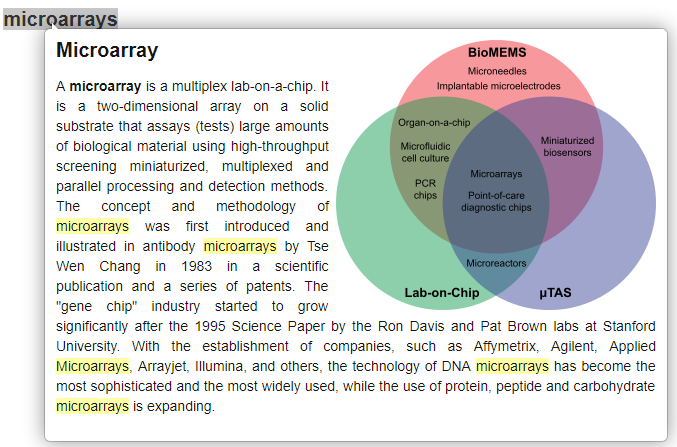 microarrays
Microarray
A microarray is a multiplex lab-on-a-chip. It
is a two-dimensional array on a solid
substrate that assays (tests) large amounts
of biological material using high-throughput
screening miniaturized, multiplexed and
parallel processing and detection methods.
The concept and methodology of
microarrays was first introduced and
illustrated in antibody microarrays by Tse
Wen Chang in 1983 in a scientific
publication and a series of patents. The
"gene chip" industry started to grow
significantly after the 1995 Science Paper by the Ron Davis and Pat Brown labs at Stanford
University. With the establishment of companies, such as Affymetrix, Agilent, Applied
Microarrays, Arrayjet, Illumina, and others, the technology of DNA microarrays has become the
most sophisticated and the most widely used, while the use of protein, peptide and carbohydrate
microarrays is expanding.
BioMEMS
Microneedles
Implantable microelectrodes
Organ-on-a-chip
Microfluidic
cell culture
PCR
chips
Microarrays
Point-of-care
diagnostic chips
Miniaturized
biosensors
Microreactors
Lab-on-Chip
µTAS